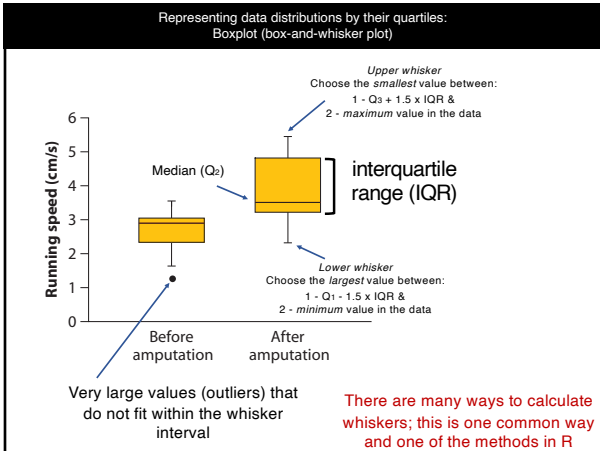 Representing data distributions by their quartiles:
Boxplot (box-and-whisker plot)
Upper whisker
Choose the smallest value between:
1 - Q3 + 1.5 x IQR &
2 - maximum value in the data
Running speed (cm/s)
6
5
4
3
2
1
0
Median (Q2)
interquartile
range (IQR)
Lower whisker
Choose the largest value between:
1 - Q1 - 1.5 x IQR &
2 - minimum value in the data
Before
amputation
After
amputation
Very large values (outliers) that
do not fit within the whisker
interval
There are many ways to calculate
whiskers; this is one common way
and one of the methods in R